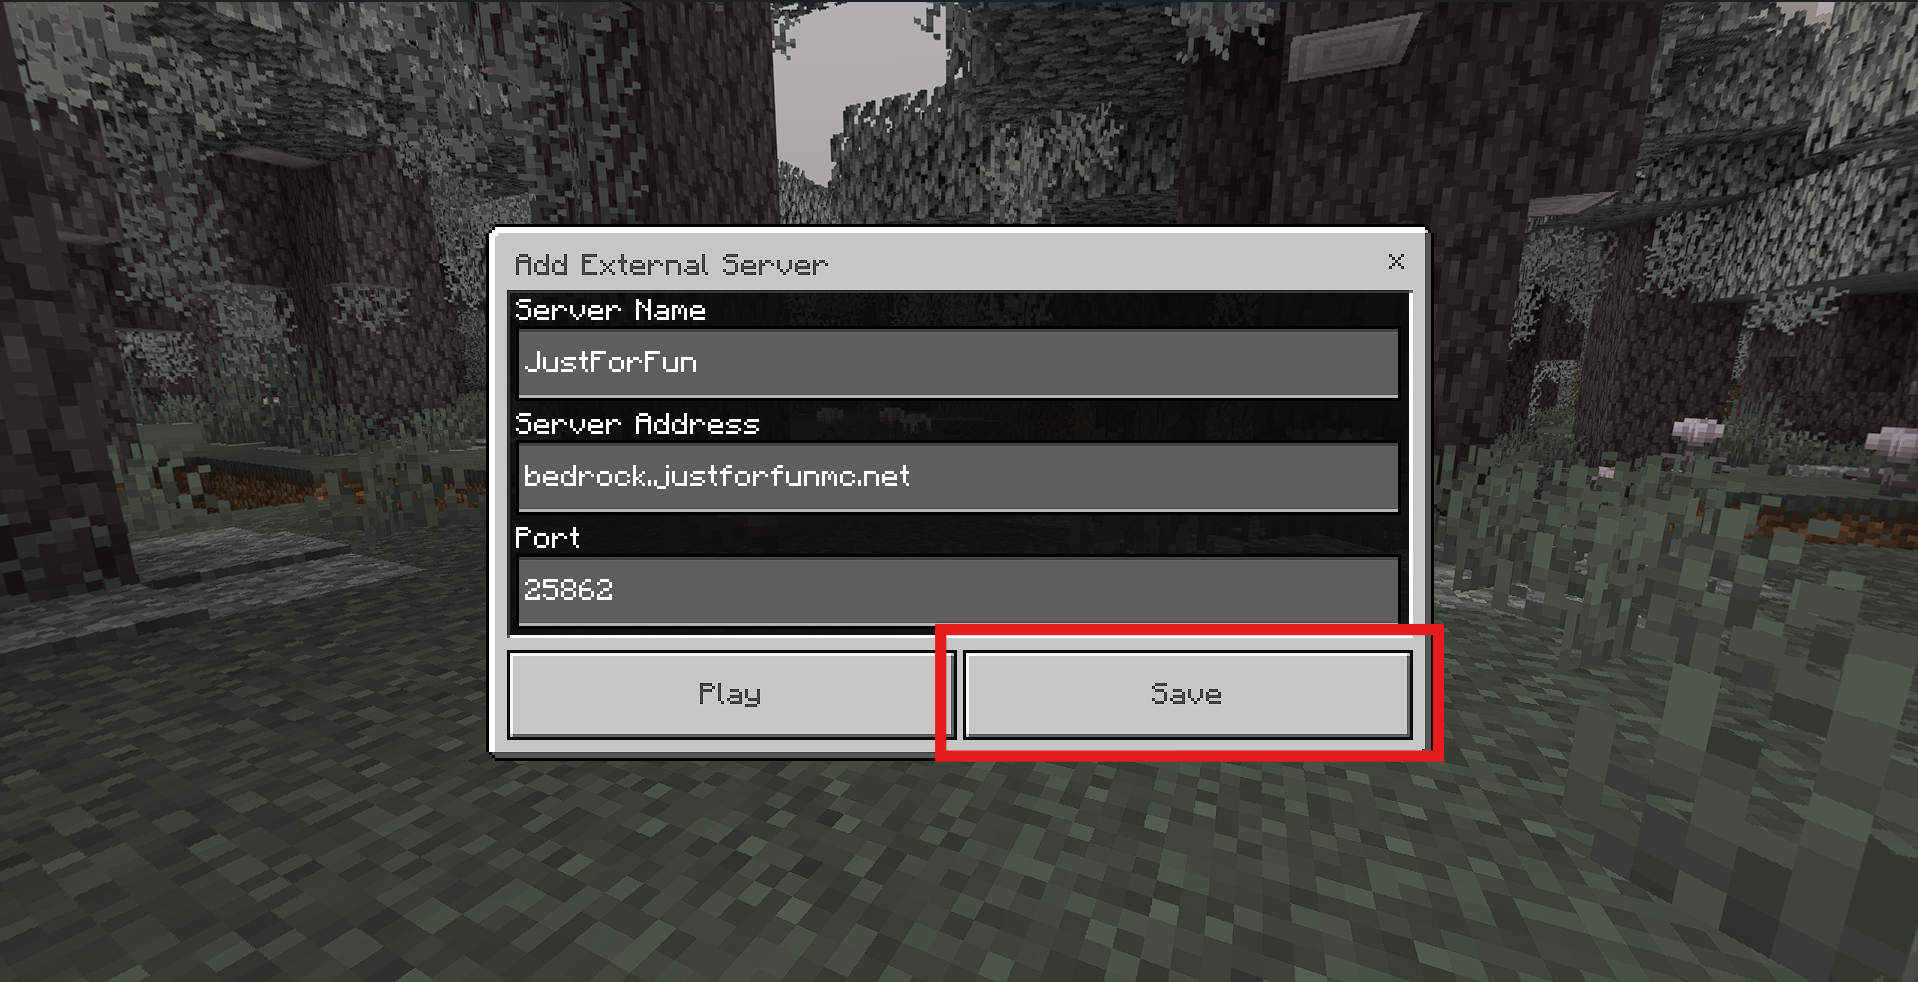 Add External Server
Server Name
JustForFun
Server Address
bedrock.justforfunmc.net
Port
25862
Play
Save